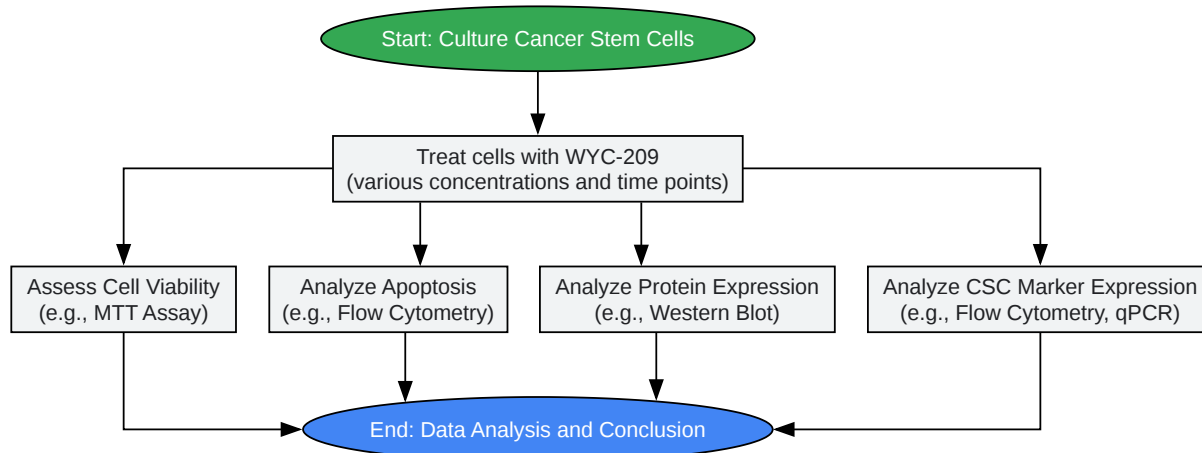 Start: Culture Cancer Stem Cells
Treat cells with WYC-209
(various concentrations and time points)
Assess Cell Viability
(e.g., MTT Assay)
Analyze Apoptosis
(e.g., Flow Cytometry)
Analyze Protein Expression
(e.g., Western Blot)
Analyze CSC Marker Expression
(e.g., Flow Cytometry, qPCR)
End: Data Analysis and Conclusion